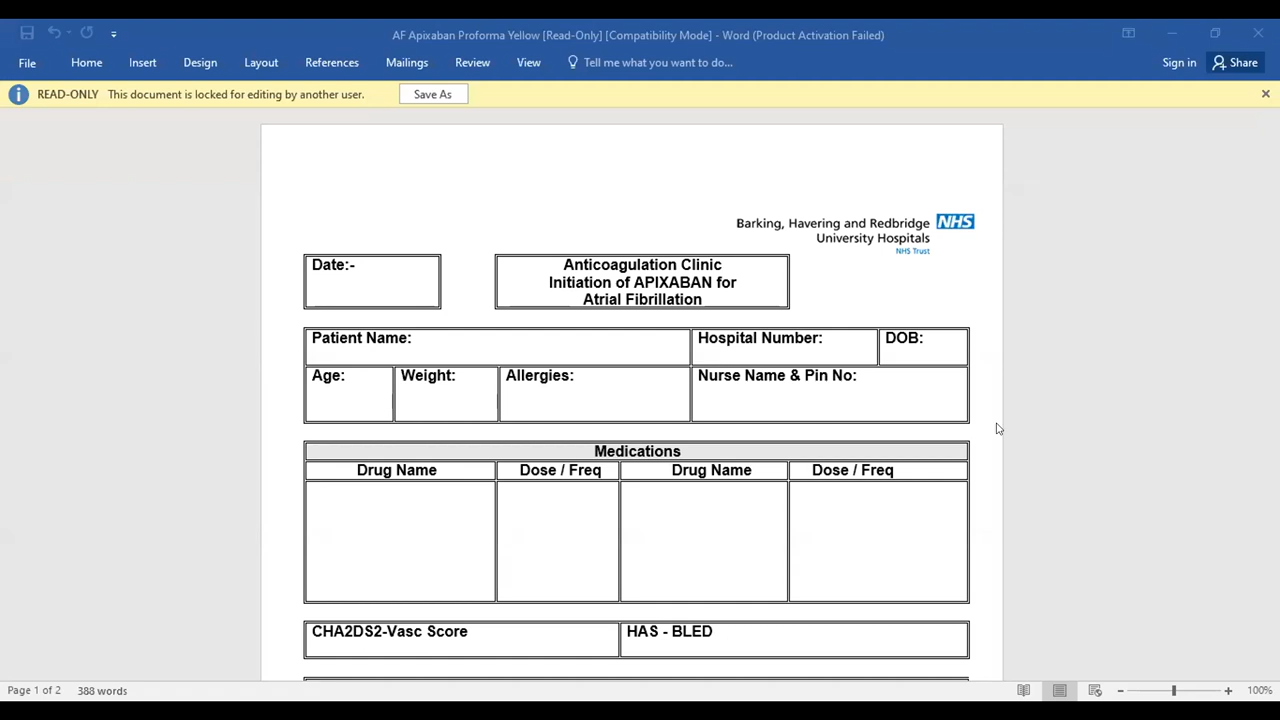 AF Apixaban Proforma Yellow [Read-Only] [Compatibility Mode] - Word (Product Activation Failed)
File Home Insert Design Layout References Mailings Review View Tell me what you want to do... Sign in Share
READ-ONLY This document is locked for editing by another user. Save As
Barking, Havering and Redbridge NHS
University Hospitals
NHS Trust
Date:-
Anticoagulation Clinic
Initiation of APIXABAN for
Atrial Fibrillation
Patient Name: Hospital Number: DOB:
Age: Weight: Allergies: Nurse Name & Pin No:
Medications
Drug Name Dose / Freq Drug Name Dose / Freq
CHA2DS2-Vasc Score HAS - BLED
Page 1 of 2 388 words 100%